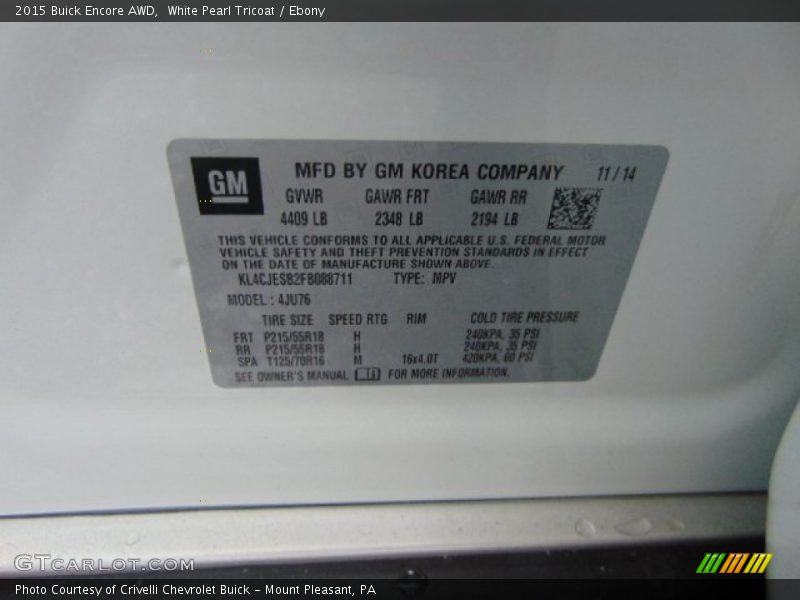 2015 Buick Encore AWD,  White Pearl Tricoat / Ebony
GM
MFD BY GM KOREA COMPANY 11/14
GVWR GAWR FRT GAWR RR
4409 LB 2348 LB 2194 LB
THIS VEHICLE CONFORMS TO ALL APPLICABLE U.S. FEDERAL MOTOR
VEHICLE SAFETY AND THEFT PREVENTION STANDARDS IN EFFECT
ON THE DATE OF MANUFACTURE SHOWN ABOVE.
KL4CJESB2FB088711 TYPE: MPV
MODEL : 4JU76
TIRE SIZE SPEED RTG RIM COLD TIRE PRESSURE
FRT P215/55R18 H 240KPA, 35 PSI
RR P215/55R18 H 240KPA, 35 PSI
SPA T125/70R16 M 16x4.0T 420KPA, 60 PSI
SEE OWNER'S MANUAL FOR MORE INFORMATION.
GTCARLOT.COM
Photo Courtesy of Crivelli Chevrolet Buick – Mount Pleasant, PA